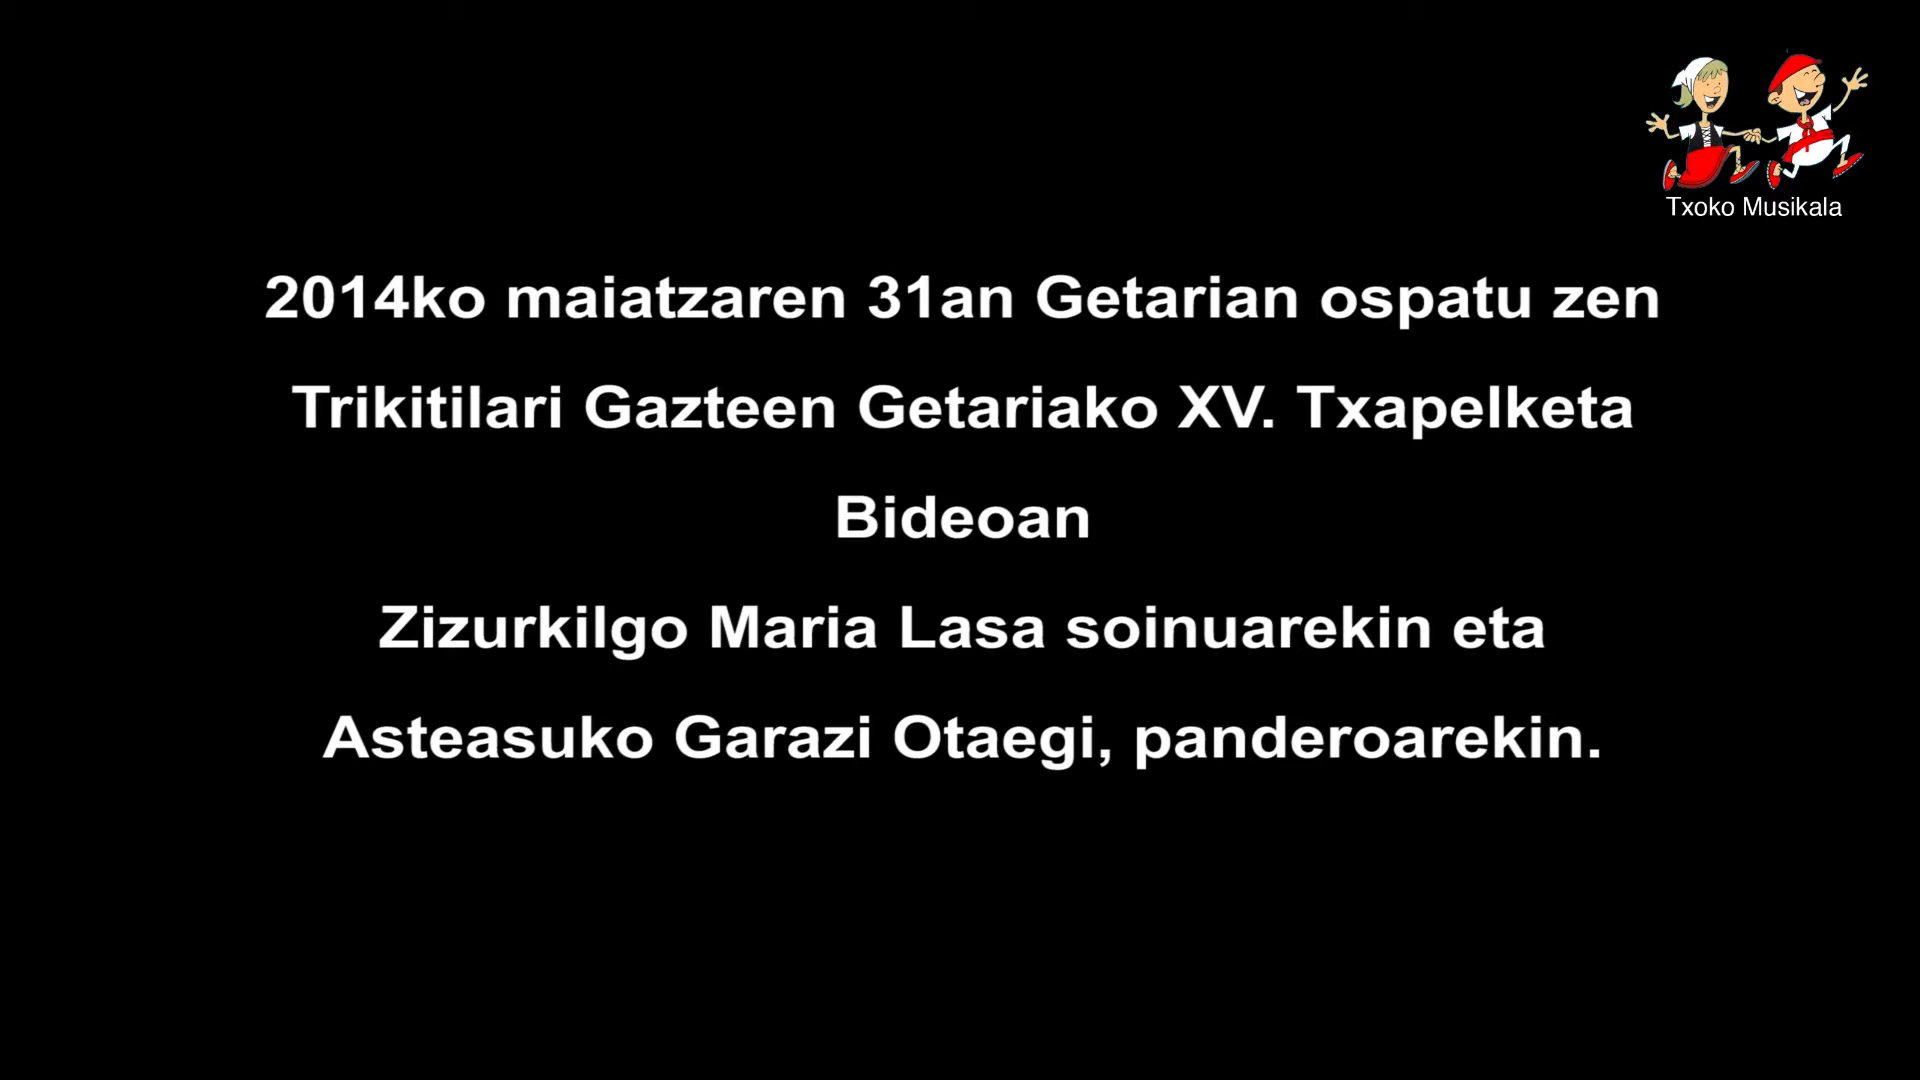 Txoko Musikala
2014ko maiatzaren 31an Getarian ospatu zen
Trikitilari Gazteen Getariako XV. Txapelketa
Bideoan
Zizurkilgo Maria Lasa soinuarekin eta
Asteasuko Garazi Otaegi, panderoarekin.